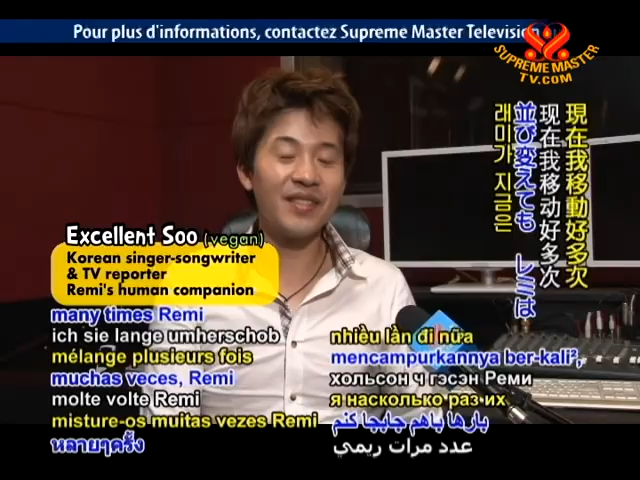 Pour plus d'informations, contactez Supreme Master Television
SUPREME MASTER
TV.COM
現在我移動好多次
现在我移动好多次
並び変えても レミは
래미가 지금은
Excellent Soo (vegan)
Korean singer-songwriter
& TV reporter
Remi's human companion
many times Remi
ich sie lange umherschob
mélange plusieurs fois
muchas veces, Remi
molte volte Remi
misture-os muitas vezes Remi
หลายๆครั้ง
nhiều lần đi nữa
mencampurkannya ber-kali²,
хольсон ч гэсэн Реми
я насколько раз их
بارها باهم جابجا کنم
عدد مرات ريمي